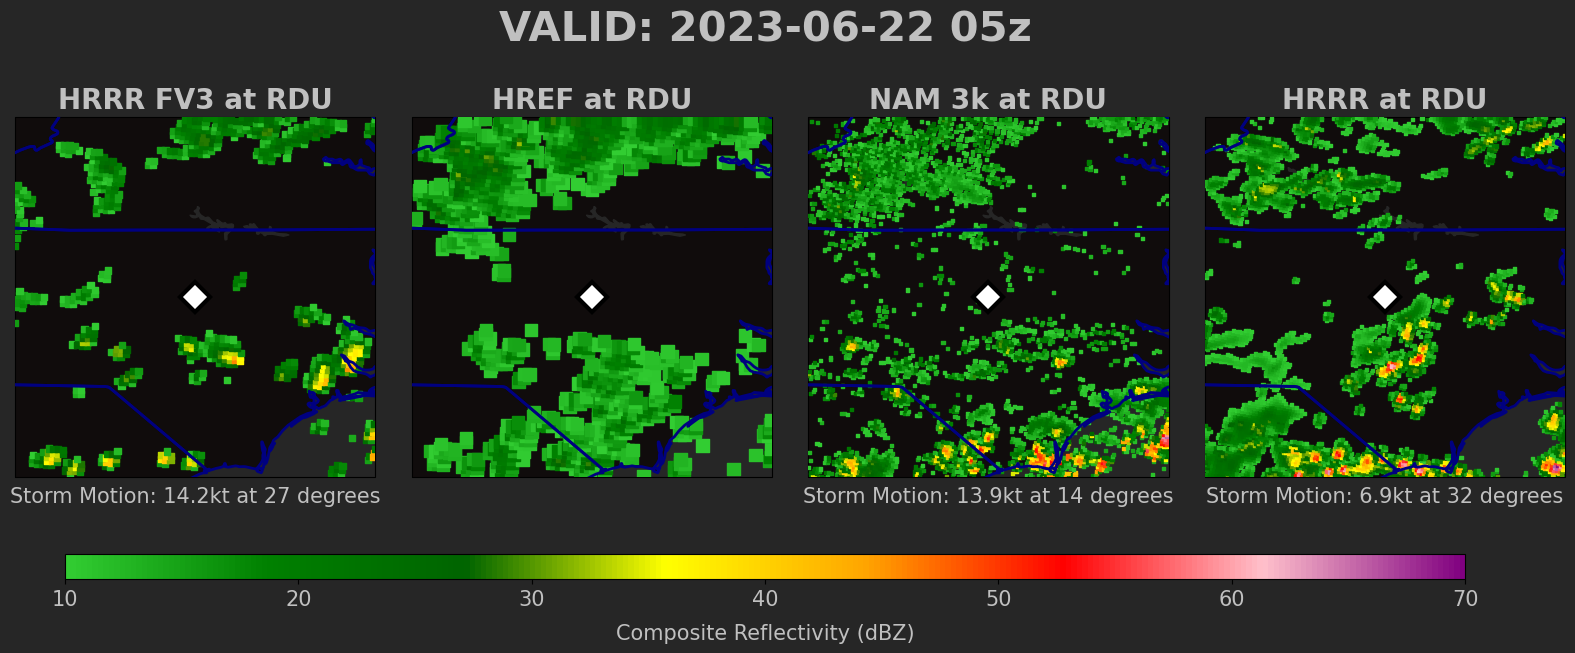 VALID: 2023-06-22 05z
HRRR FV3 at RDU
HREF at RDU
NAM 3k at RDU
HRRR at RDU
Storm Motion: 14.2kt at 27 degrees
Storm Motion: 13.9kt at 14 degrees
Storm Motion: 6.9kt at 32 degrees
10 20 30 40 50 60 70
Composite Reflectivity (dBZ)